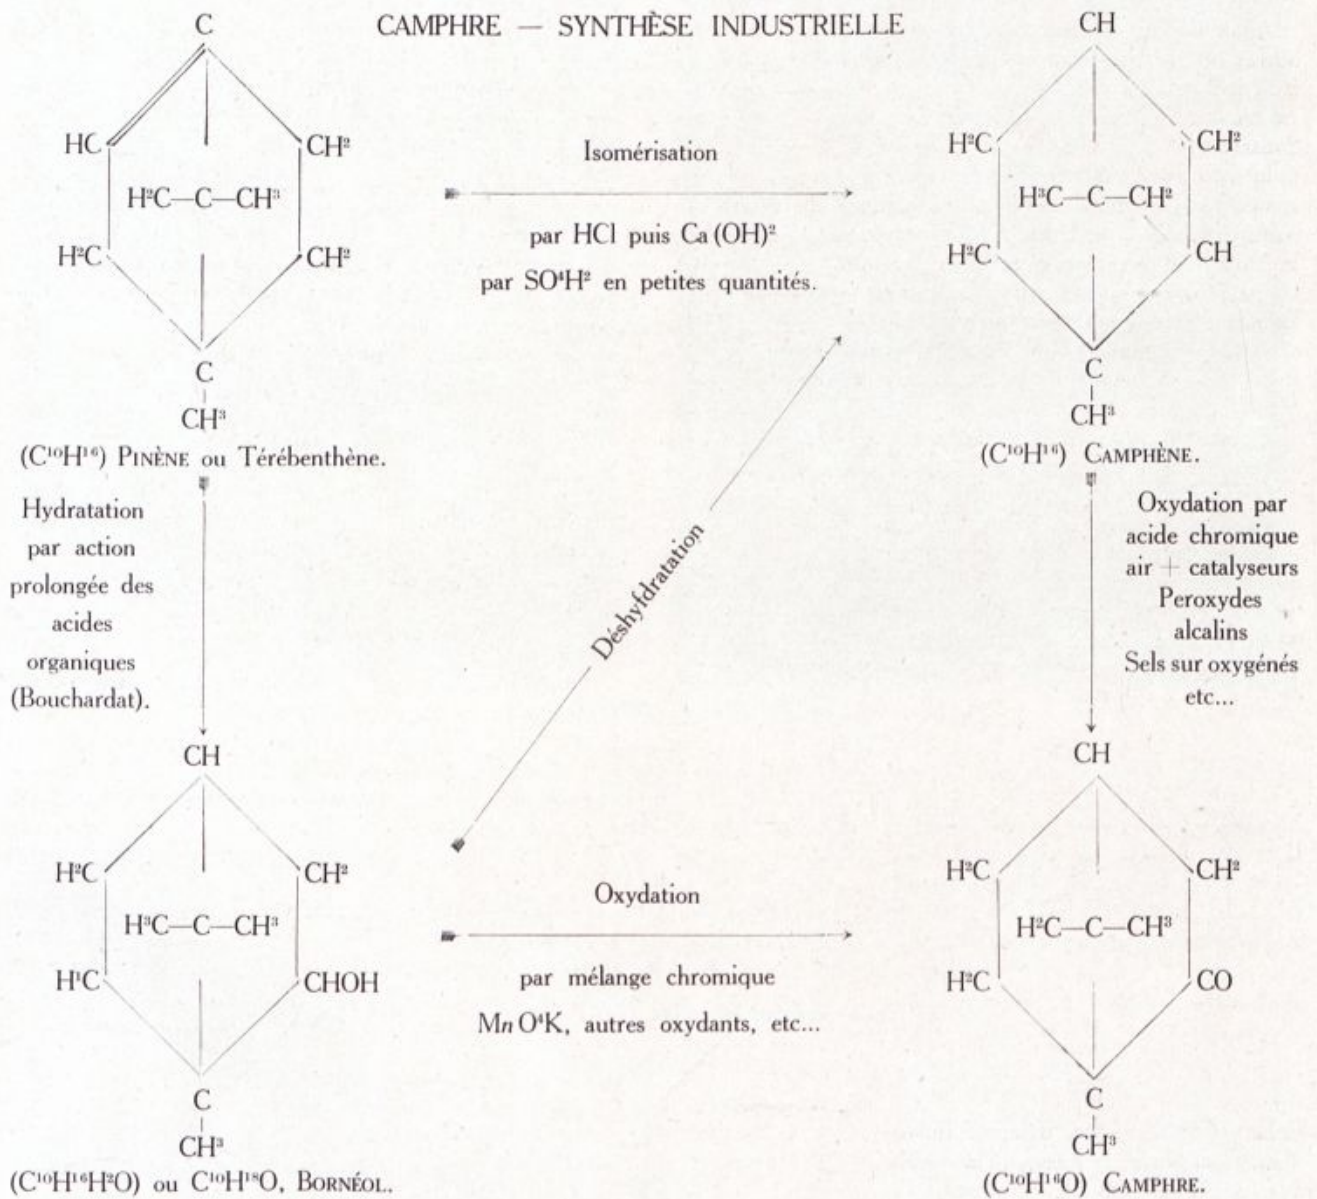 CAMPHRE — SYNTHÈSE INDUSTRIELLE
C
HC
CH²
H²C—C—CH³
H²C
CH²
C
CH³
(C¹⁰H¹⁶) PINÈNE ou Térébenthène.
Isomérisation
par HCl puis Ca(OH)²
par SO⁴H² en petites quantités.
CH
H²C
CH²
H³C—C—CH²
H²C
CH
C
CH³
(C¹⁰H¹⁶) CAMPHÈNE.
Hydratation
par action
prolongée des
acides
organiques
(Bouchardat).
Déshyfdratation
Oxydation par
acide chromique
air + catalyseurs
Peroxydes
alcalins
Sels sur oxygénés
etc...
CH
H²C
CH²
H³C—C—CH³
H¹C
CHOH
C
CH³
(C¹⁰H¹⁶H²O) ou C¹⁰H¹⁸O, BORNÉOL.
Oxydation
par mélange chromique
Mn O⁴K, autres oxydants, etc...
CH
H²C
CH²
H²C—C—CH³
H²C
CO
C
CH³
(C¹⁰H¹⁶O) CAMPHRE.